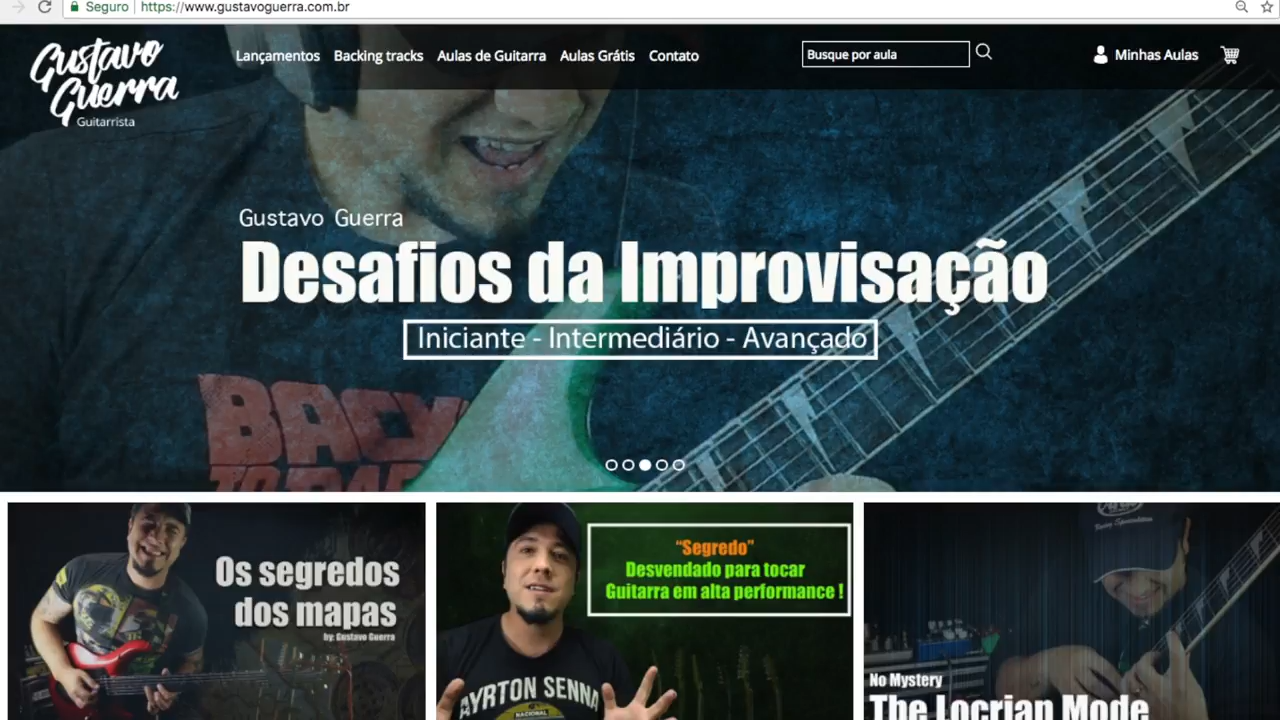 Seguro | https://www.gustavoguerra.com.br
Gustavo
Guerra
Guitarrista
Lançamentos Backing tracks Aulas de Guitarra Aulas Grátis Contato
Busque por aula
Minhas Aulas
Gustavo Guerra
Desafios da Improvisação
Iniciante - Intermediário - Avançado
BACK
Os segredos
dos mapas
by: Gustavo Guerra
"Segredo"
Desvendado para tocar
Guitarra em alta performance !
AYRTON SENNA
NACIONAL
No Mystery
The Locrian Mode